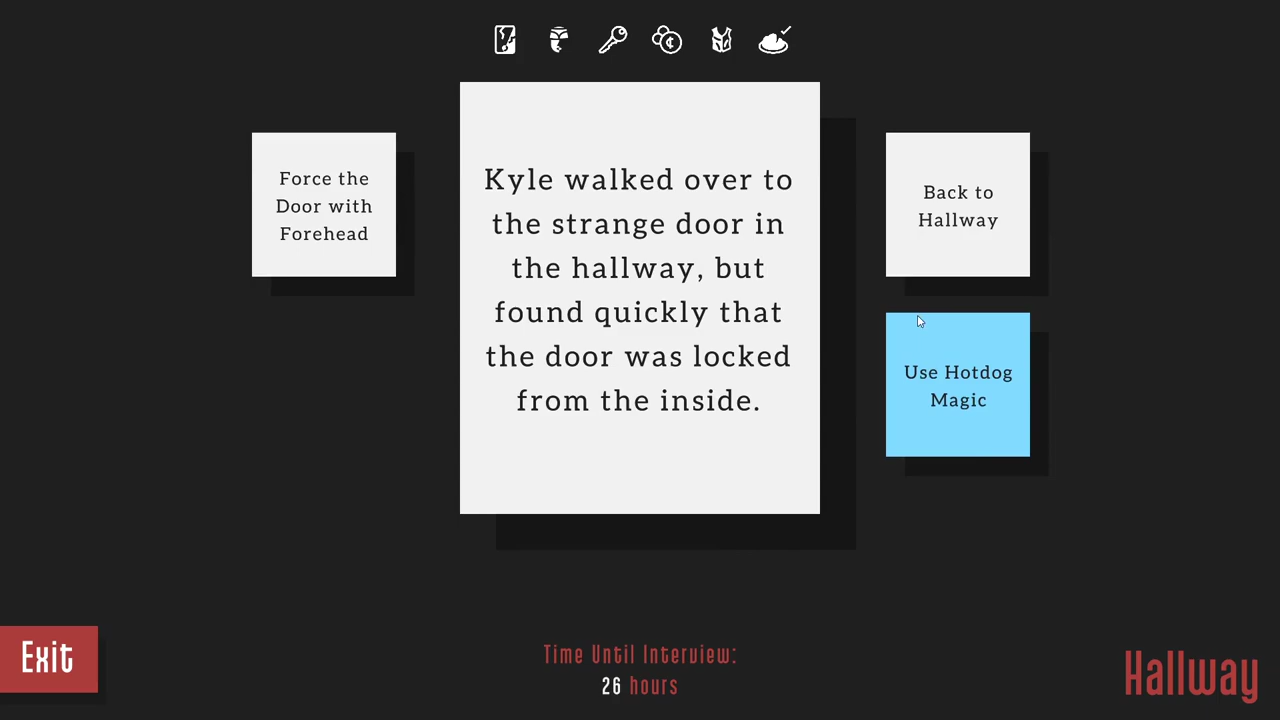 Force the
Door with
Forehead
Kyle walked over to
the strange door in
the hallway, but
found quickly that
the door was locked
from the inside.
Back to
Hallway
Use Hotdog
Magic
Exit
Time Until Interview:
26 hours
Hallway